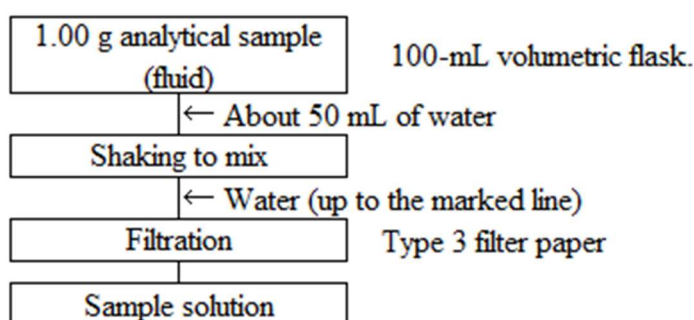 1.00 g analytical sample
(fluid)
100-mL volumetric flask.
← About 50 mL of water
Shaking to mix
← Water (up to the marked line)
Filtration
Type 3 filter paper
Sample solution